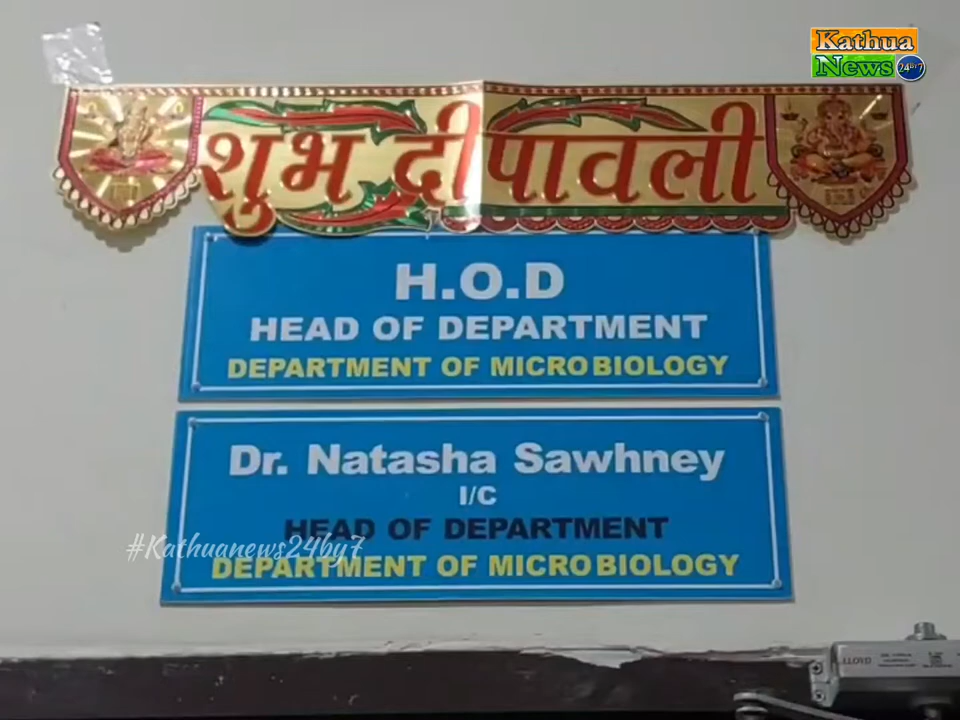 Kathua
News 24by7
शुभ दीपावली
H.O.D
HEAD OF DEPARTMENT
DEPARTMENT OF MICROBIOLOGY
Dr. Natasha Sawhney
I/C
HEAD OF DEPARTMENT
#Kathuanews24by7
DEPARTMENT OF MICROBIOLOGY
LLOYD